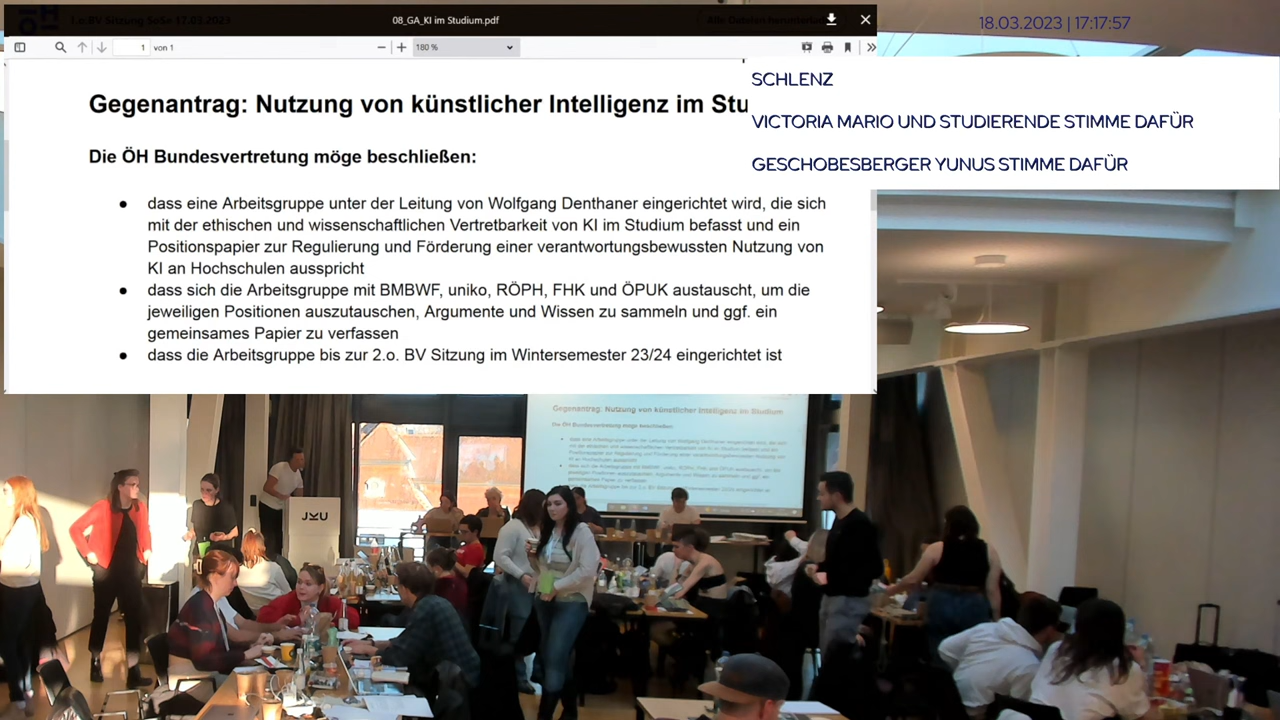 1.o.BV Sitzung SoSe 17.03.2023
08_GA_KI im Studium.pdf
Alle Dateien herunterladen
18.03.2023 | 17:17:57
1 von 1
180 %
SCHLENZ
VICTORIA MARIO UND STUDIERENDE STIMME DAFÜR
GESCHOBESBERGER YUNUS STIMME DAFÜR
Gegenantrag: Nutzung von künstlicher Intelligenz im Stu
Die ÖH Bundesvertretung möge beschließen:
● dass eine Arbeitsgruppe unter der Leitung von Wolfgang Denthaner eingerichtet wird, die sich
mit der ethischen und wissenschaftlichen Vertretbarkeit von KI im Studium befasst und ein
Positionspapier zur Regulierung und Förderung einer verantwortungsbewussten Nutzung von
KI an Hochschulen ausspricht
● dass sich die Arbeitsgruppe mit BMBWF, uniko, RÖPH, FHK und ÖPUK austauscht, um die
jeweiligen Positionen auszutauschen, Argumente und Wissen zu sammeln und ggf. ein
gemeinsames Papier zu verfassen
● dass die Arbeitsgruppe bis zur 2.o. BV Sitzung im Wintersemester 23/24 eingerichtet ist
Gegenantrag: Nutzung von künstlicher Intelligenz im Studium
Die ÖH Bundesvertretung möge beschließen:
JKU